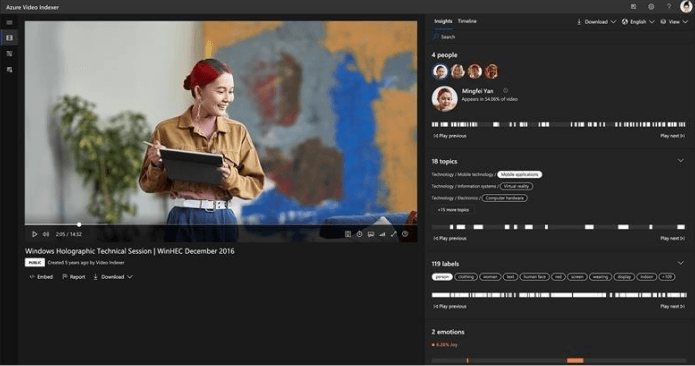 Azure Video Indexer
Insights Timeline
Download English View
Search
4 people
Mingfei Yan
Appears in 54.06% of video
Play previous Play next
18 topics
Technology / Mobile technology / Mobile applications
Technology / Information systems / Virtual reality
Technology / Electronics / Computer hardware
+15 more topics
Play previous Play next
119 labels
person clothing woman text human face red screen wearing display indoor +109
Play previous Play next
2 emotions
Joy
2:05 / 14:52
Windows Holographic Technical Session | WinHEC December 2016
PUBLIC Created 5 years ago by Video Indexer
Embed Report Download